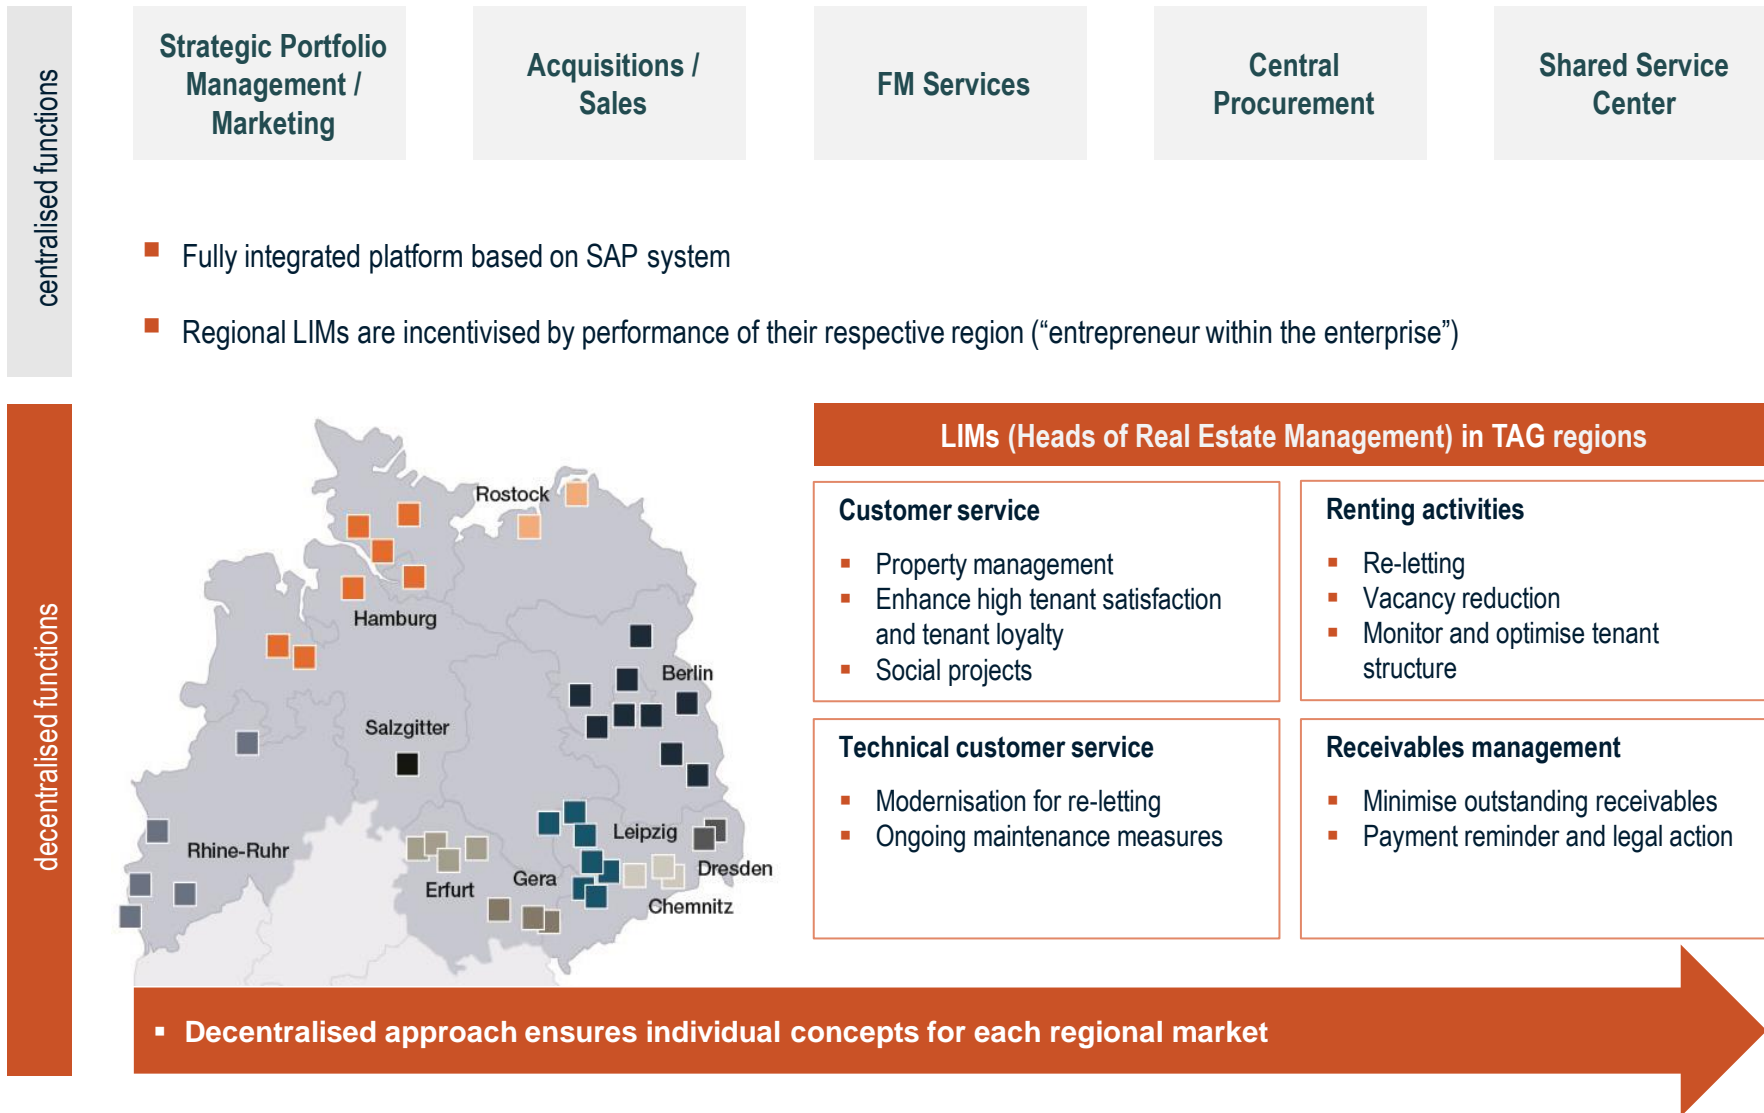 centralised functions
Strategic Portfolio
Management /
Marketing
Acquisitions /
Sales
FM Services
Central
Procurement
Shared Service
Center
Fully integrated platform based on SAP system
Regional LIMs are incentivised by performance of their respective region (“entrepreneur within the enterprise”)
decentralised functions
Rostock
Hamburg
Berlin
Salzgitter
Leipzig
Rhine-Ruhr
Dresden
Gera
Erfurt
Chemnitz
LIMs (Heads of Real Estate Management) in TAG regions
Customer service
Property management
Enhance high tenant satisfaction
and tenant loyalty
Social projects
Renting activities
Re-letting
Vacancy reduction
Monitor and optimise tenant
structure
Technical customer service
Modernisation for re-letting
Ongoing maintenance measures
Receivables management
Minimise outstanding receivables
Payment reminder and legal action
Decentralised approach ensures individual concepts for each regional market